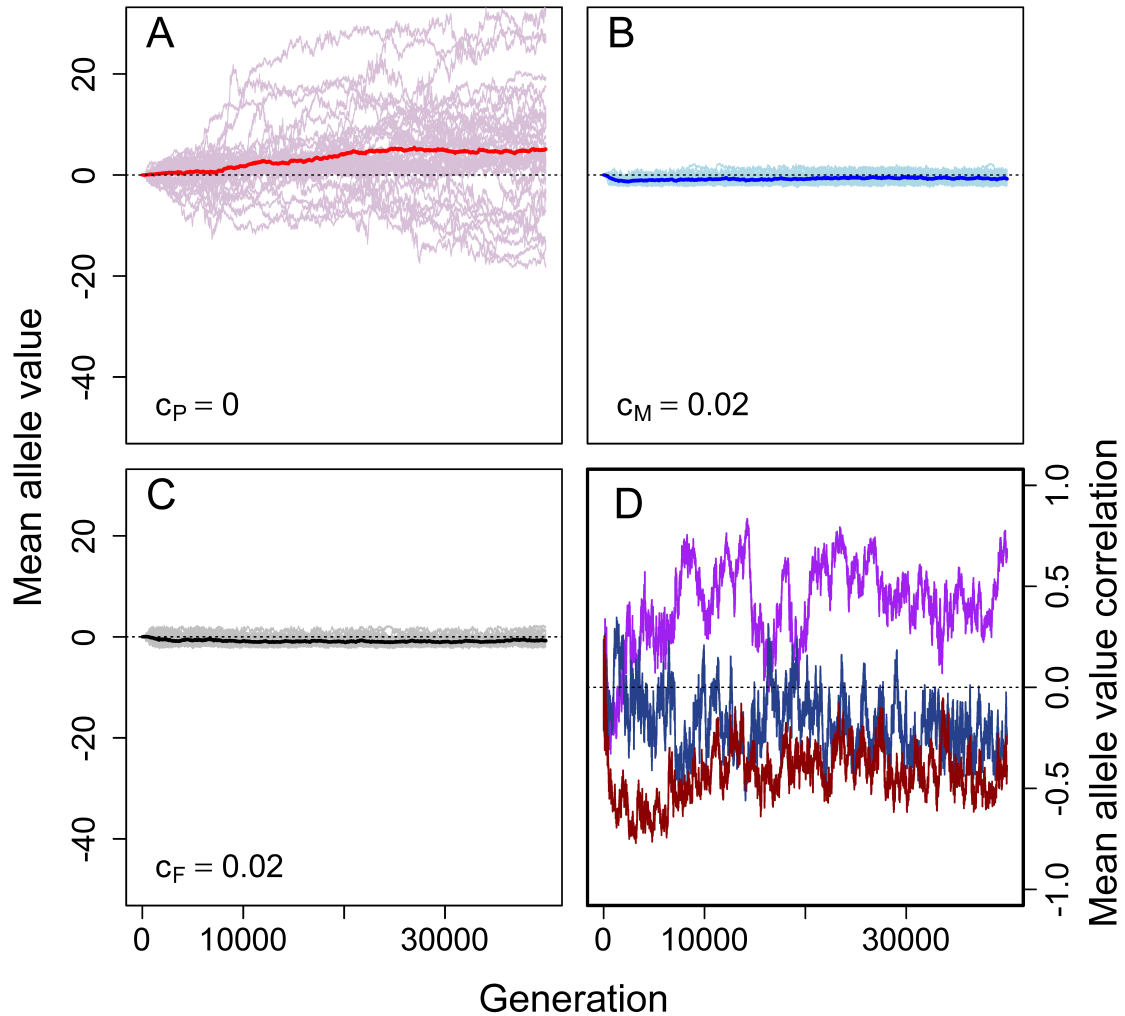 A
B
20
0
-20
-40
c_P = 0
c_M = 0.02
Mean allele value
C
D
20
0
-20
-40
c_F = 0.02
1.0
0.5
0.0
-0.5
-1.0
Mean allele value correlation
0 10000 30000
0 10000 30000
Generation